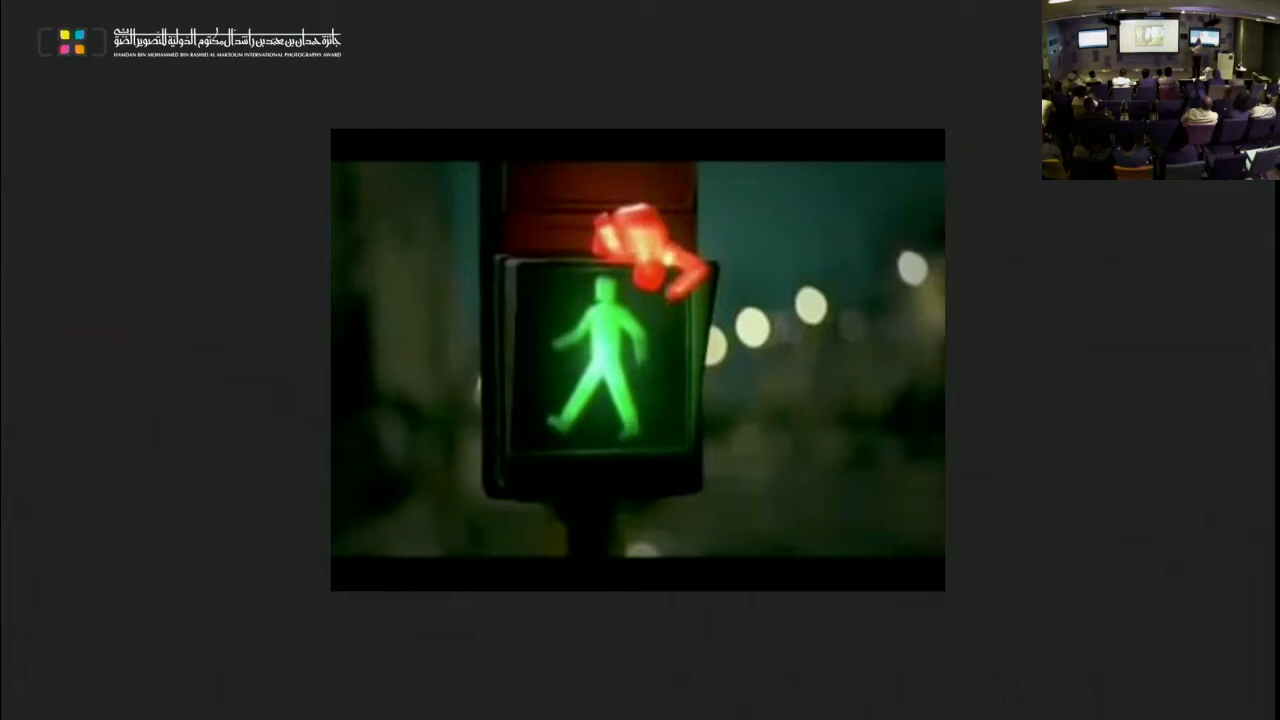 جائزة حمدان بن محمد بن راشد آل مكتوم الدولية للتصوير الضوئي
HAMDAN BIN MOHAMMED BIN RASHID AL MAKTOUM INTERNATIONAL PHOTOGRAPHY AWARD